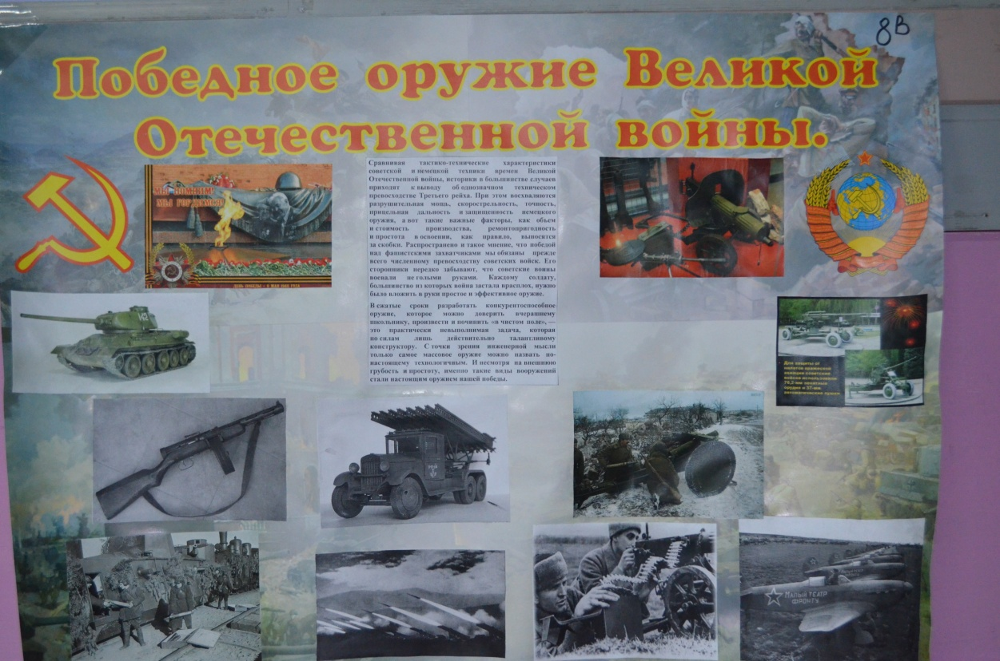 8В
Победное оружие Великой
Отечественной войны.
МЫ ПОМНИМ
МЫ ГОРДИМСЯ
Сравнивая тактико-технические характеристики
советской и немецкой техники времен Великой
Отечественной войны, историки в большинстве случаев
приходят к выводу об однозначном техническом
превосходстве Третьего рейха. При этом восхваляются
разрушительная мощь, скорострельность, точность,
прицельная дальность и защищенность немецкого
оружия, а вот такие важные факторы, как объем
и стоимость производства, ремонтопригодность
и простота в освоении, как правило, выносятся
за скобки. Распространено и такое мнение, что победой
над фашистскими захватчиками мы обязаны прежде
всего численному превосходству советских войск. Его
сторонники нередко забывают, что советские воины
воевали не голыми руками. Каждому солдату,
большинство из которых война застала врасплох, нужно
было вложить в руки простое и эффективное оружие.
В сжатые сроки разработать конкурентоспособное
оружие, которое можно доверить вчерашнему
школьнику, произвести и починить «в чистом поле», —
это практически невыполнимая задача, которая
по силам лишь действительно талантливому
конструктору. С точки зрения инженерной мысли
только самое массовое оружие можно назвать по-
настоящему технологичным. И несмотря на внешнюю
грубость и простоту, именно такие виды вооружений
стали настоящим оружием нашей победы.
Для защиты от
налетов вражеской
авиации советские
войска использовали
76,2-мм зенитные
орудия и 37-мм
автоматические пушки
МАЛЫЙ ТЕАТР
ФРОНТУ